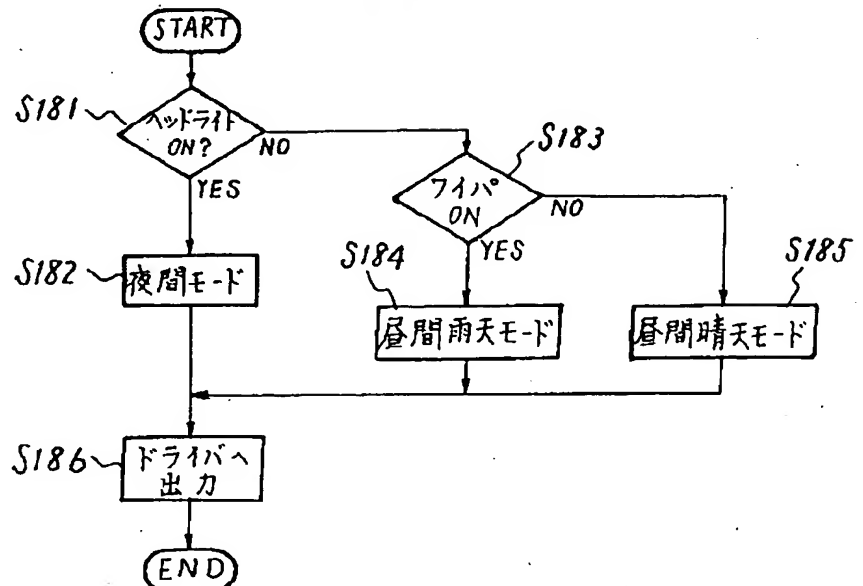 START
S181
ヘッドライト
ON?
NO
YES
S183
ワイパ
ON
NO
YES
S182
夜間モード
S184
昼間雨天モード
S185
昼間晴天モード
S186
ドライバへ
出力
END